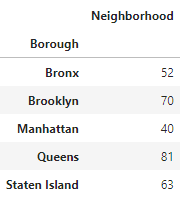 Neighborhood
Borough
Bronx 52
Brooklyn 70
Manhattan 40
Queens 81
Staten Island 63